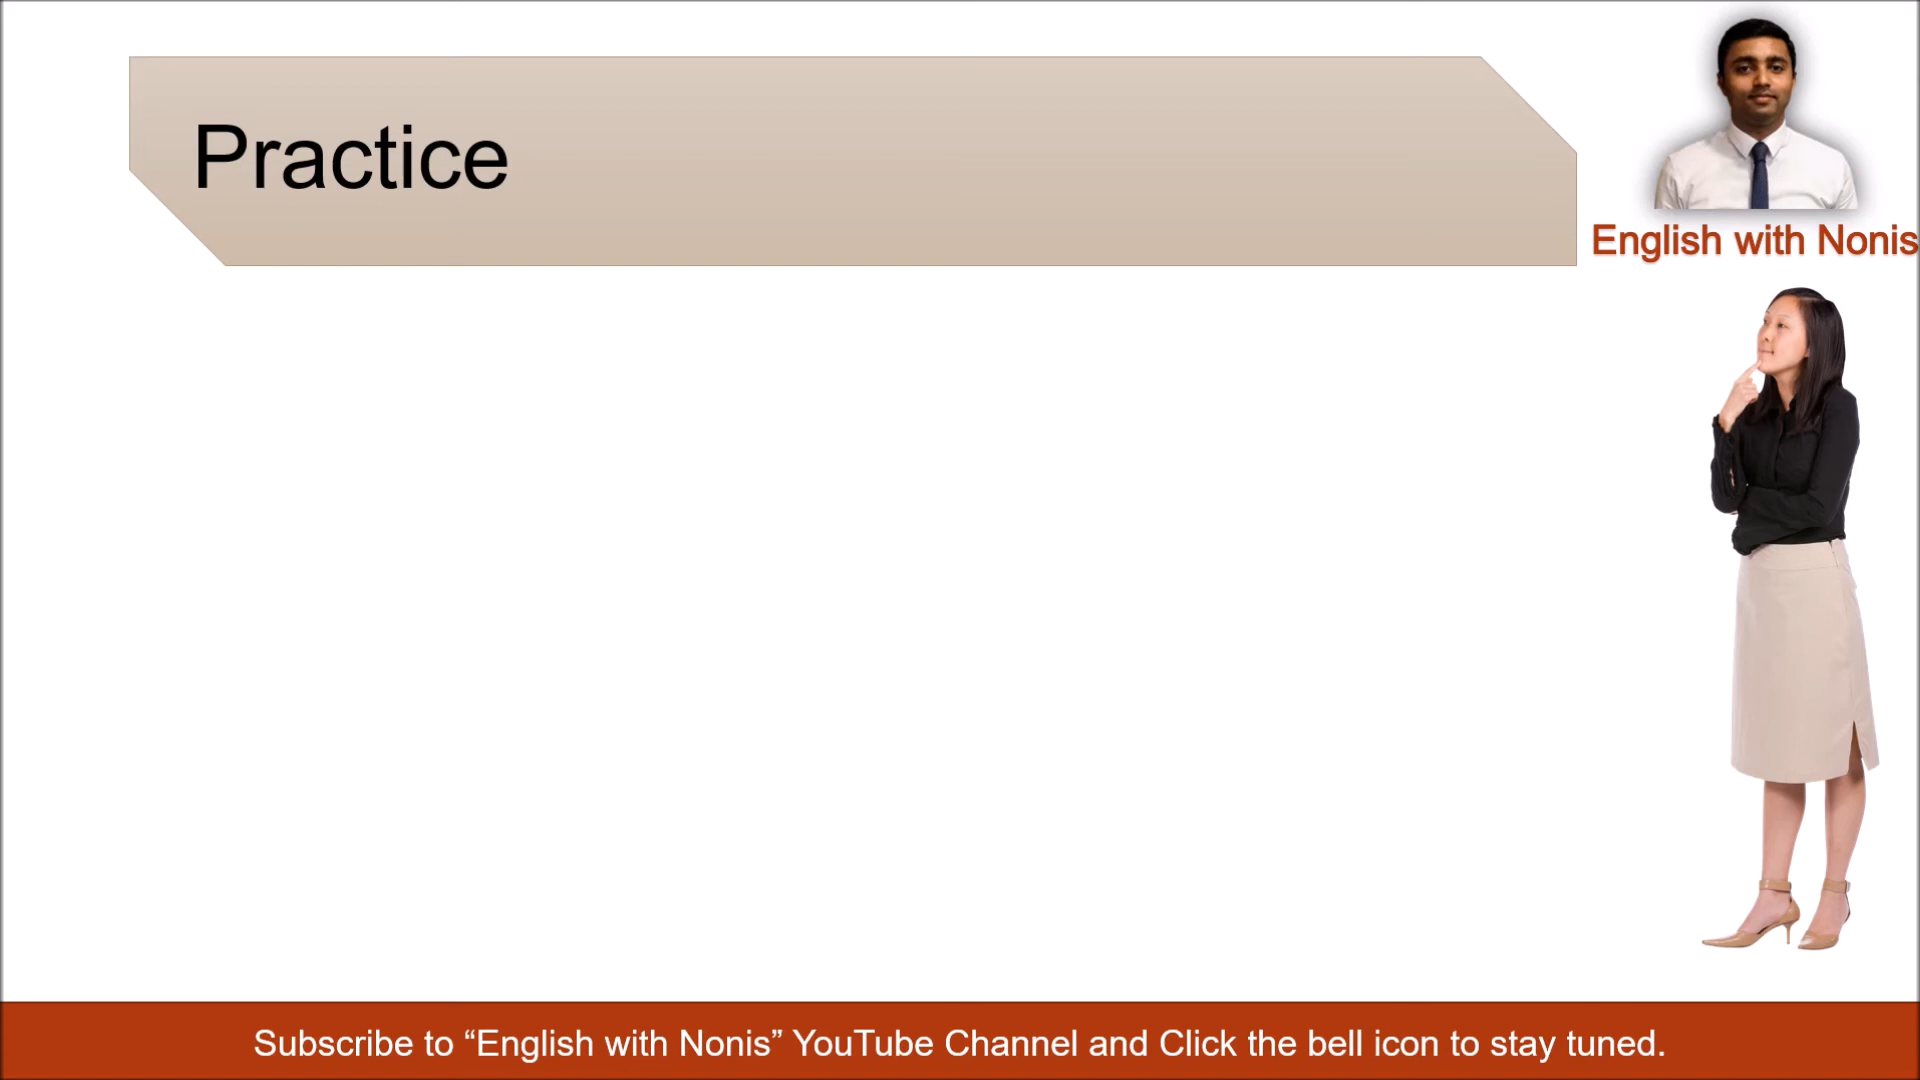 Practice
English with Nonis
Subscribe to “English with Nonis” YouTube Channel and Click the bell icon to stay tuned.